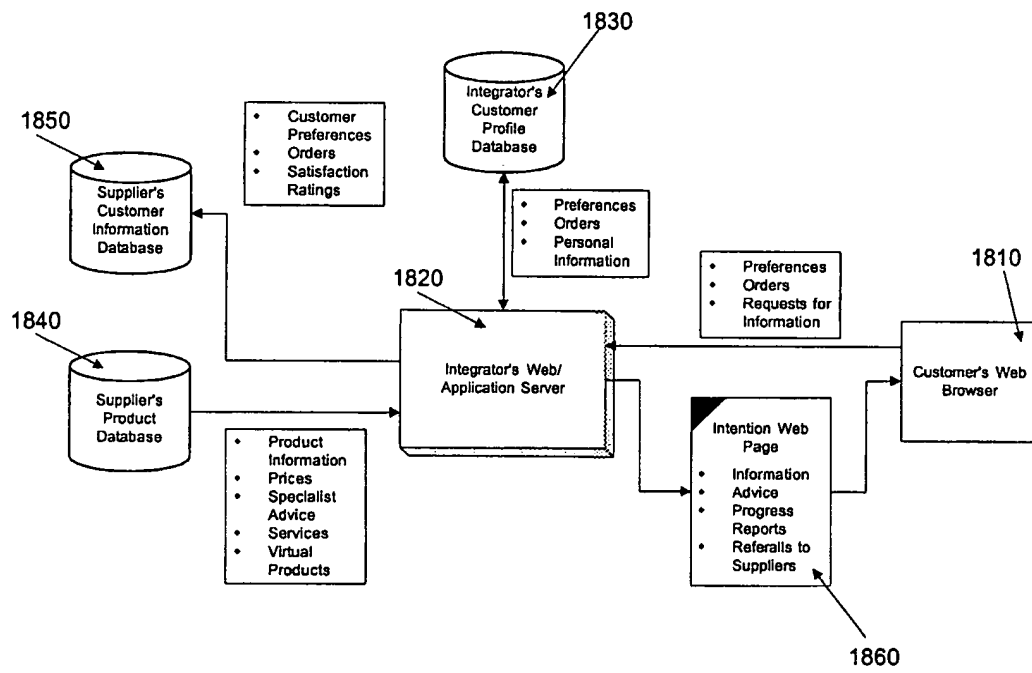 1830
Integrator's
Customer
Profile
Database
1850
Supplier's
Customer
Information
Database
• Customer
Preferences
• Orders
• Satisfaction
Ratings
• Preferences
• Orders
• Personal
Information
1820
Integrator's Web/
Application Server
• Preferences
• Orders
• Requests for
Information
1810
Customer's Web
Browser
1840
Supplier's
Product
Database
• Product
Information
• Prices
• Specialist
Advice
• Services
• Virtual
Products
Intention Web
Page
• Information
• Advice
• Progress
Reports
• Referalls to
Suppliers
1860